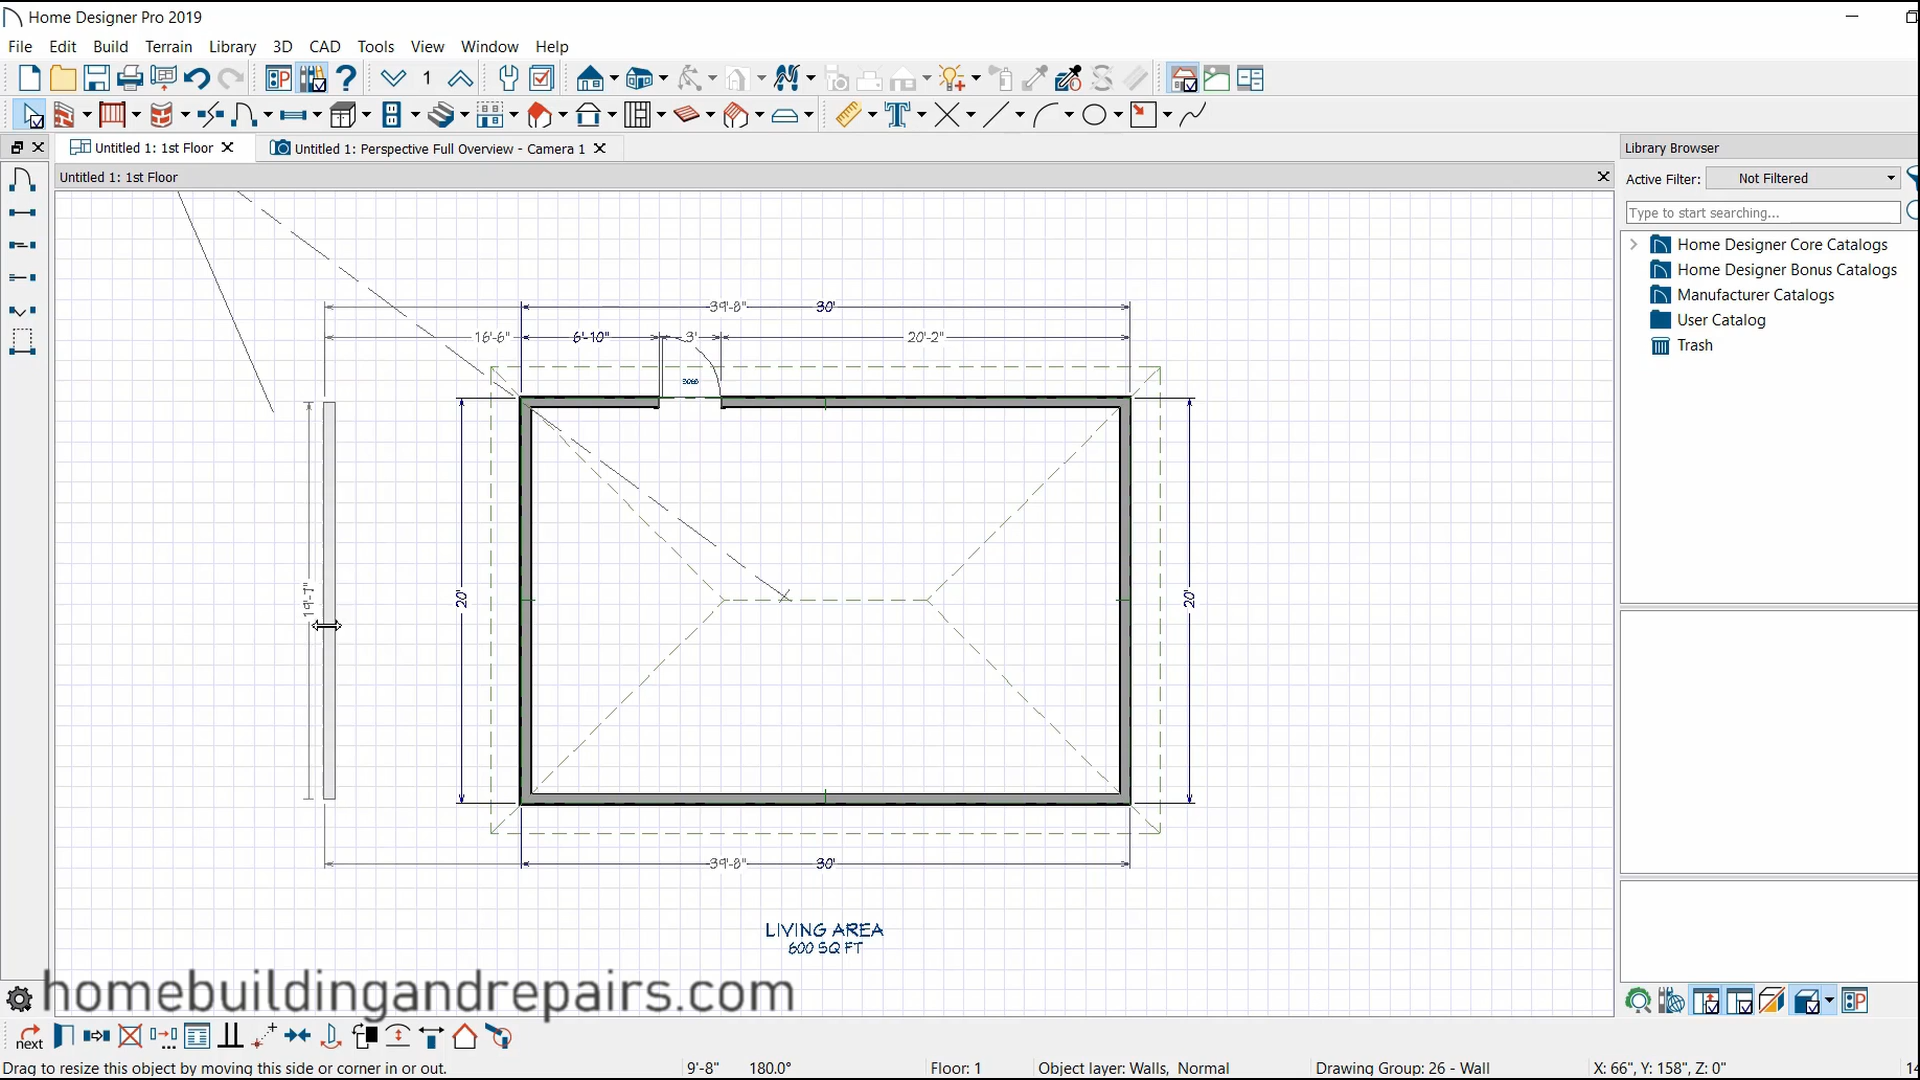 Home Designer Pro 2019
File Edit Build Terrain Library 3D CAD Tools View Window Help
1
Untitled 1: 1st Floor
Untitled 1: Perspective Full Overview - Camera 1
Untitled 1: 1st Floor
Library Browser
Active Filter: Not Filtered
Type to start searching...
Home Designer Core Catalogs
Home Designer Bonus Catalogs
Manufacturer Catalogs
User Catalog
Trash
39'-8" 30'
16'-6" 6'-10" 3' 20'-2"
3068
19'-7"
20'
20'
39'-8" 30'
LIVING AREA
600 SQ FT
homebuildingandrepairs.com
next
Drag to resize this object by moving this side or corner in or out.
9'-8" 180.0°
Floor: 1
Object layer: Walls, Normal
Drawing Group: 26 - Wall
X: 66", Y: 158", Z: 0"
14